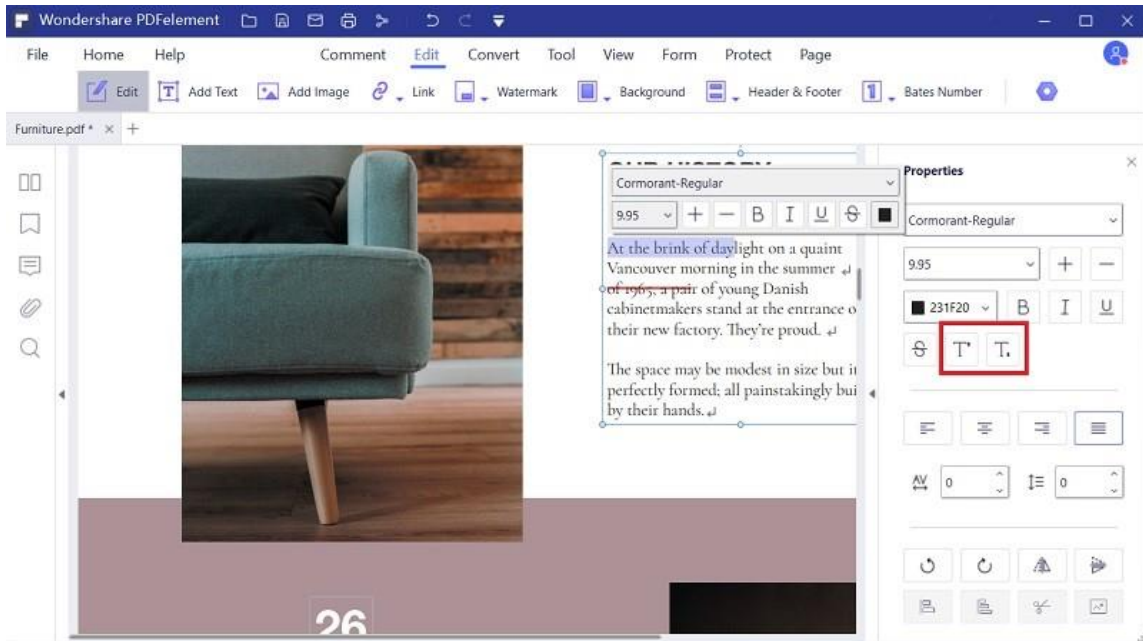 Wondershare PDFelement
File Home Help Comment Edit Convert Tool View Form Protect Page
Edit Add Text Add Image Link Watermark Background Header & Footer Bates Number
Furniture.pdf *
Cormorant-Regular
9.95 B I U S
At the brink of daylight on a quaint
Vancouver morning in the summer
of 1965, a pair of young Danish
cabinetmakers stand at the entrance o
their new factory. They're proud.
The space may be modest in size but i
perfectly formed; all painstakingly bui
by their hands.
26
Properties
Cormorant-Regular
9.95
231F20 B I U
S T T
AV 0 0